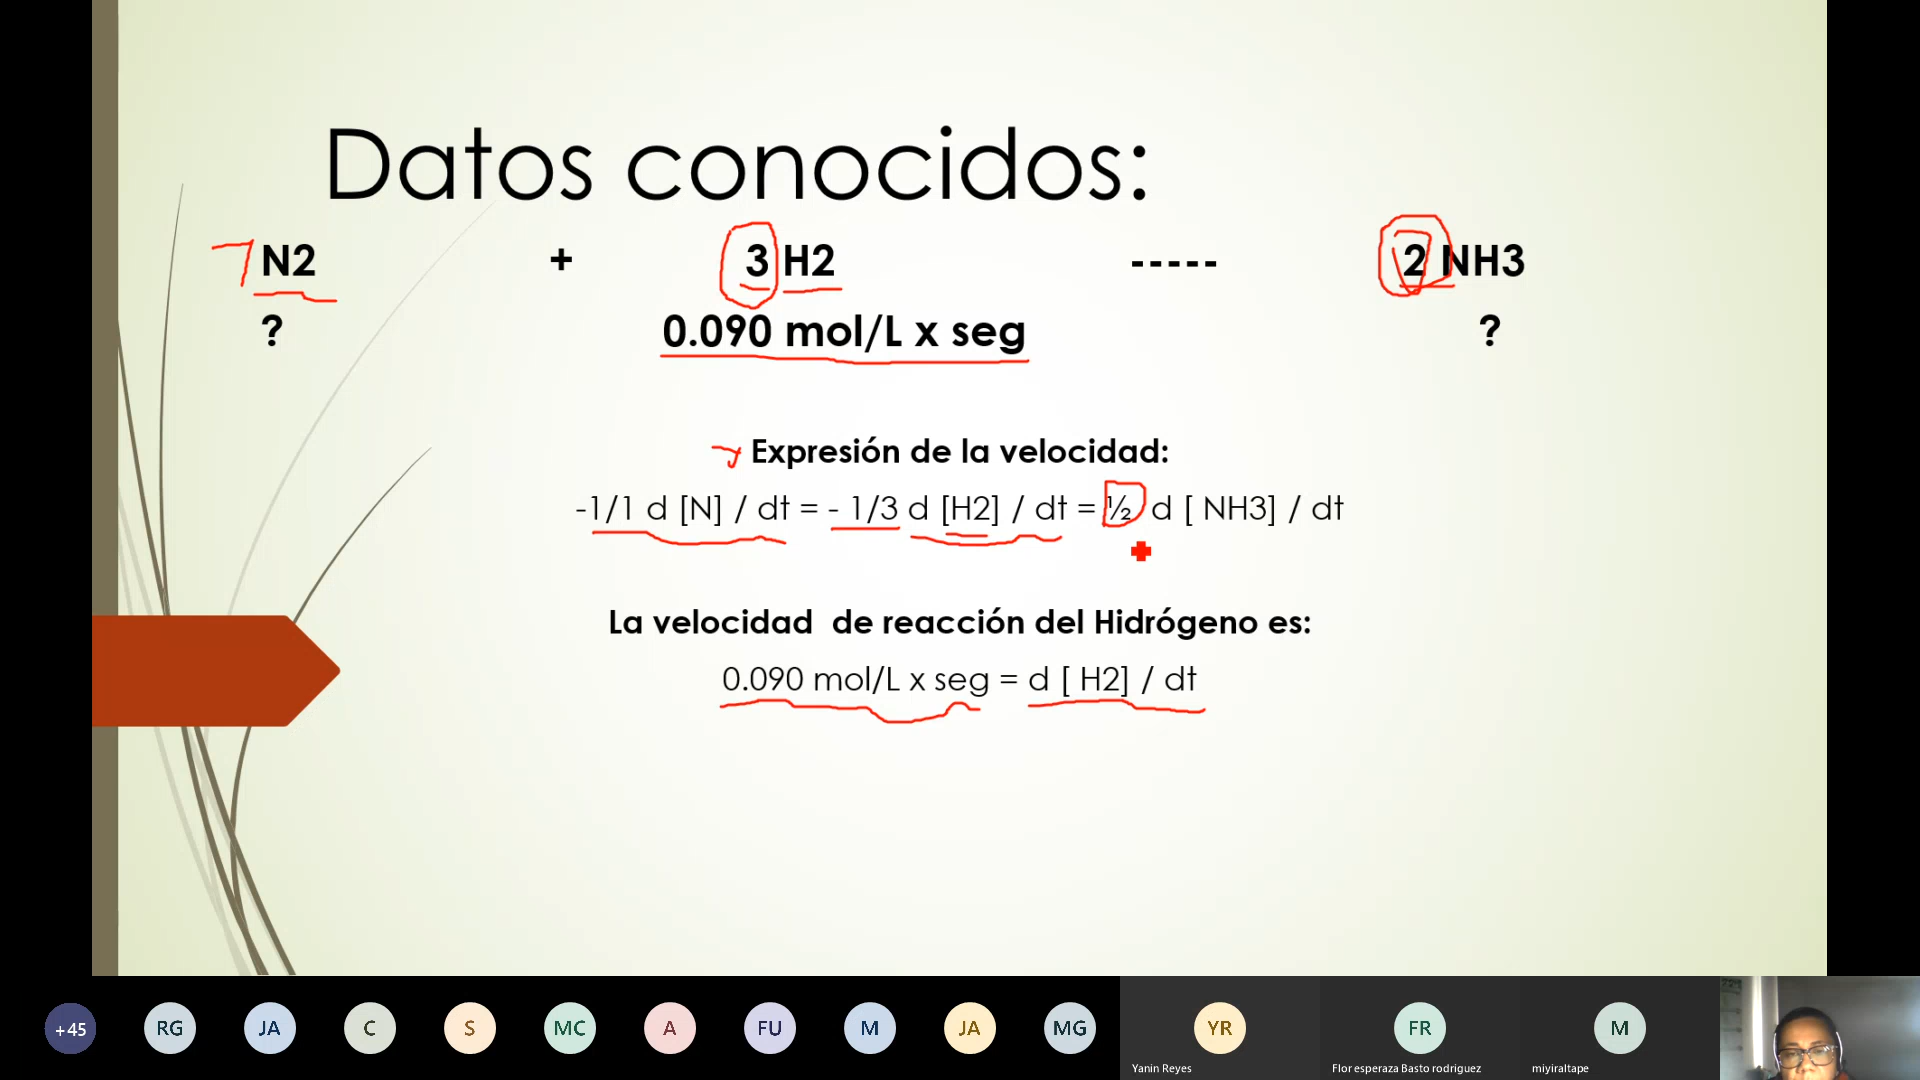 Datos conocidos:
N2 + 3 H2 ----- 2 NH3
? 0.090 mol/L x seg ?
Expresión de la velocidad:
-1/1 d [N] / dt = - 1/3 d [H2] / dt = ½ d [ NH3] / dt
La velocidad de reacción del Hidrógeno es:
0.090 mol/L x seg = d [ H2] / dt
+45 RG JA C S MC A FU M JA MG YR FR M
Yanin Reyes Flor esperaza Basto rodriguez miyiraltape